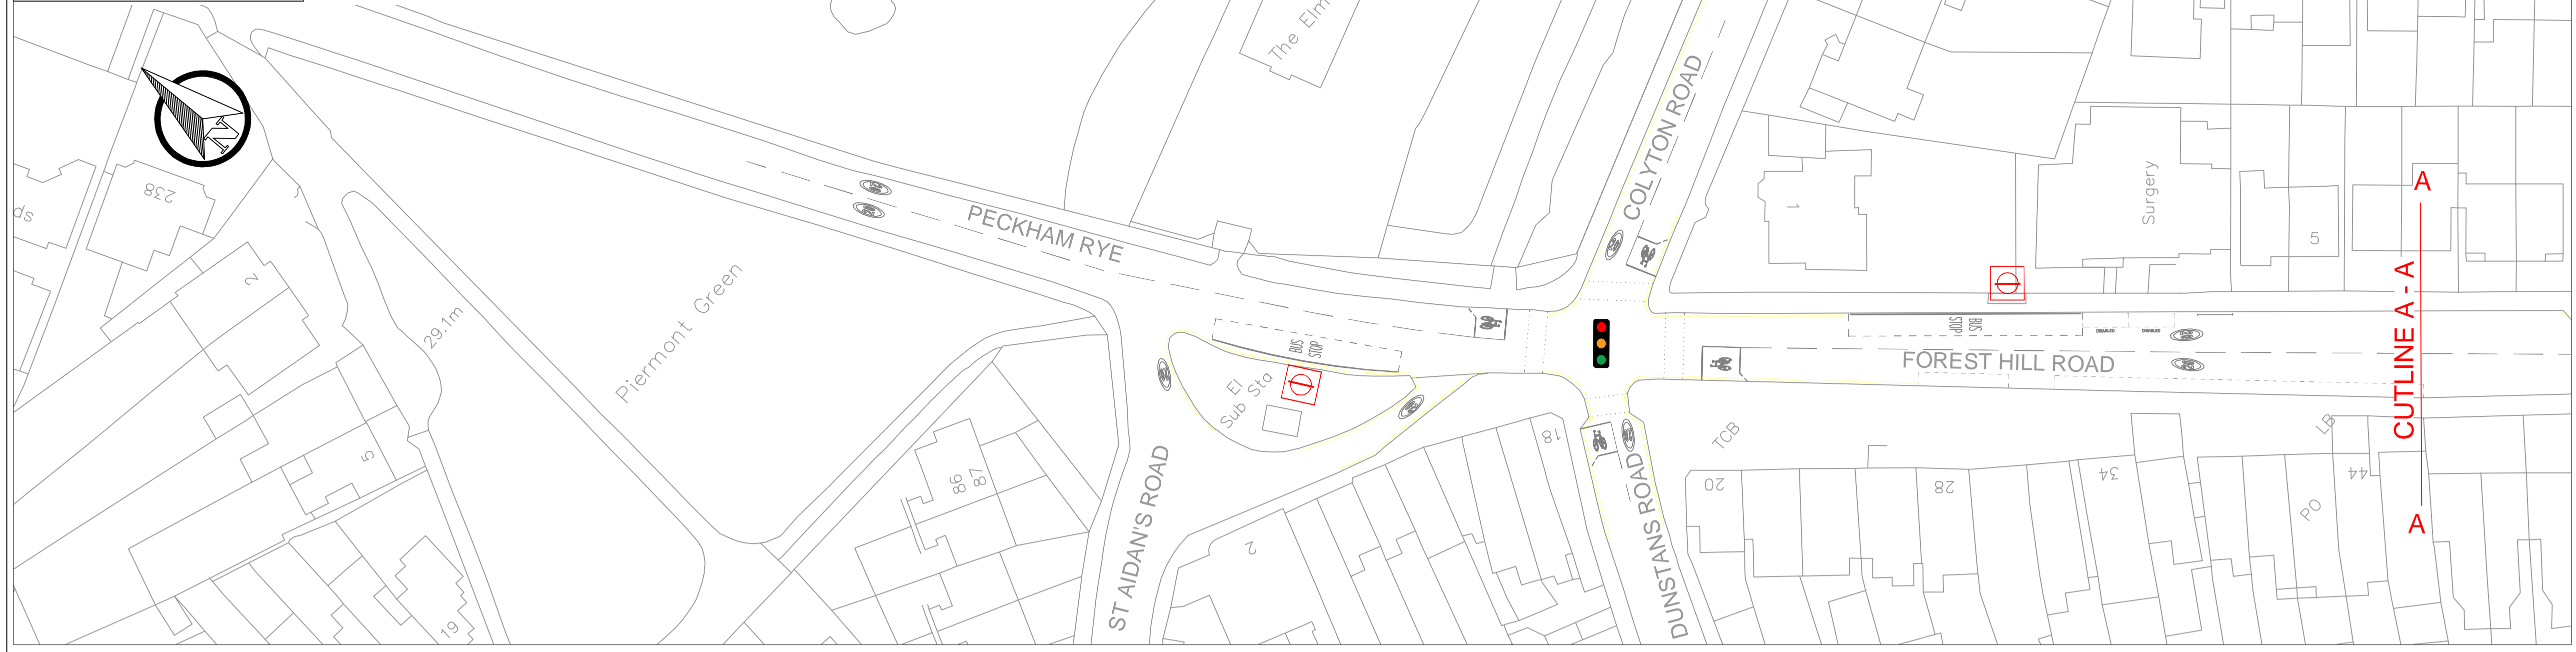 N
238
2
29.1m
5
19
Piermont Green
PECKHAM RYE
The Elm
86
87
ST AIDAN'S ROAD
2
El
Sub Sta
BUS
STOP
18
COLYTON ROAD
DUNSTANS ROAD
1
Surgery
5
BUS
STOP
DISABLED
DISABLED
FOREST HILL ROAD
TCB
20
28
34
LB
44
PO
A
CUTLINE A - A
A